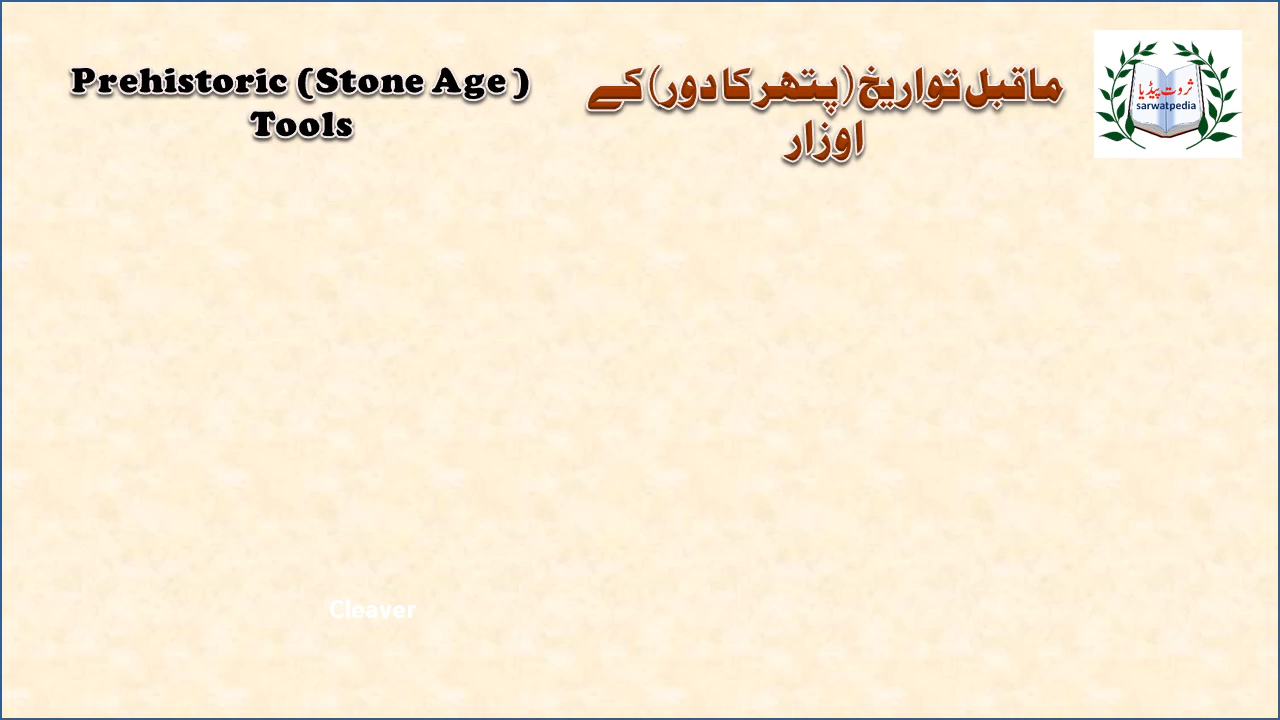 Prehistoric (Stone Age )
Tools
ماقبل تواریخ (پتھر کا دور) کے
اوزار
ثروت پیڈیا
sarwatpedia
Cleaver